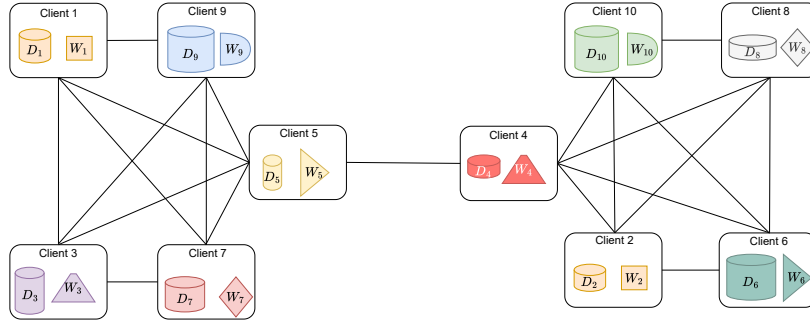 Client 1
D₁ W₁
Client 9
D₉ W₉
Client 10
D₁₀ W₁₀
Client 8
D₈ W₈
Client 5
D₅ W₅
Client 4
D₄ W₄
Client 3
D₃ W₃
Client 7
D₇ W₇
Client 2
D₂ W₂
Client 6
D₆ W₆